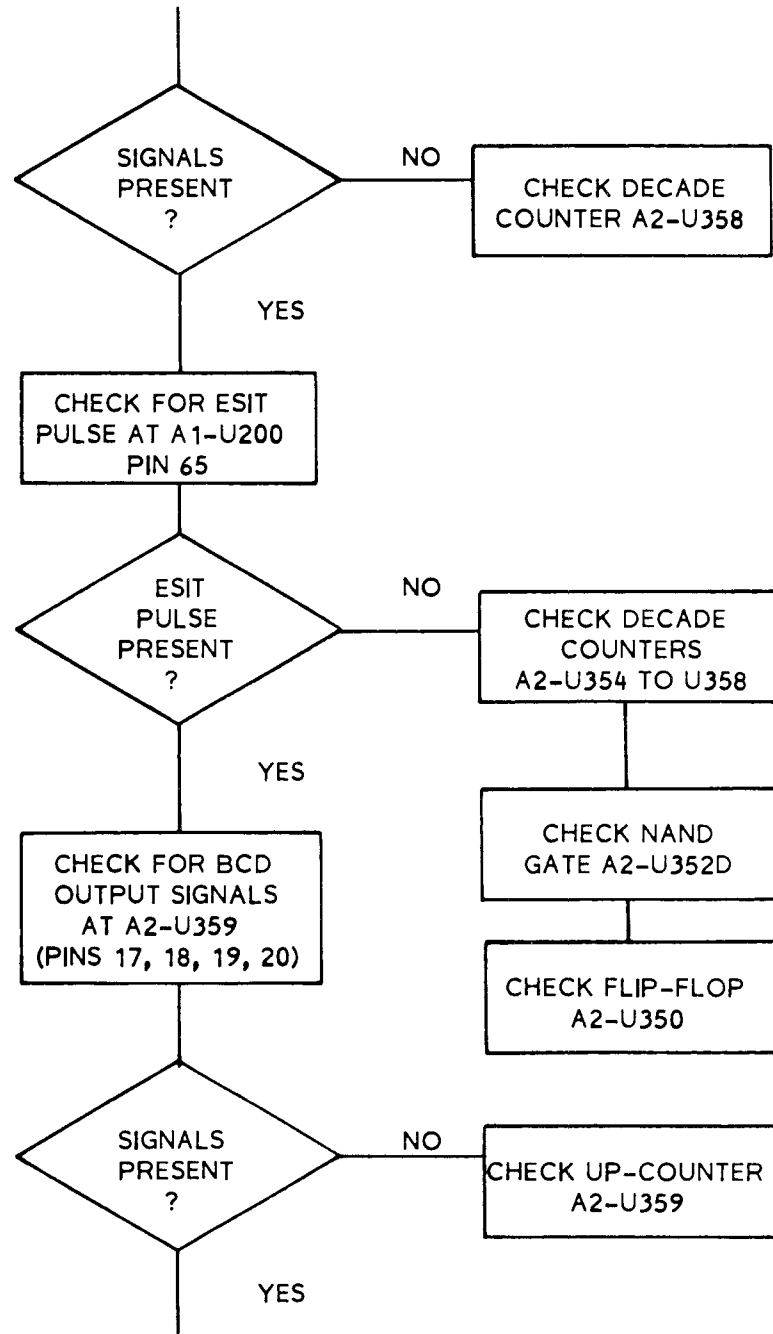 SIGNALS
PRESENT
?
NO
CHECK DECADE
COUNTER A2-U358
YES
CHECK FOR ESIT
PULSE AT A1-U200
PIN 65
ESIT
PULSE
PRESENT
?
NO
CHECK DECADE
COUNTERS
A2-U354 TO U358
YES
CHECK NAND
GATE A2-U352D
CHECK FOR BCD
OUTPUT SIGNALS
AT A2-U359
(PINS 17, 18, 19, 20)
CHECK FLIP-FLOP
A2-U350
SIGNALS
PRESENT
?
NO
CHECK UP-COUNTER
A2-U359
YES